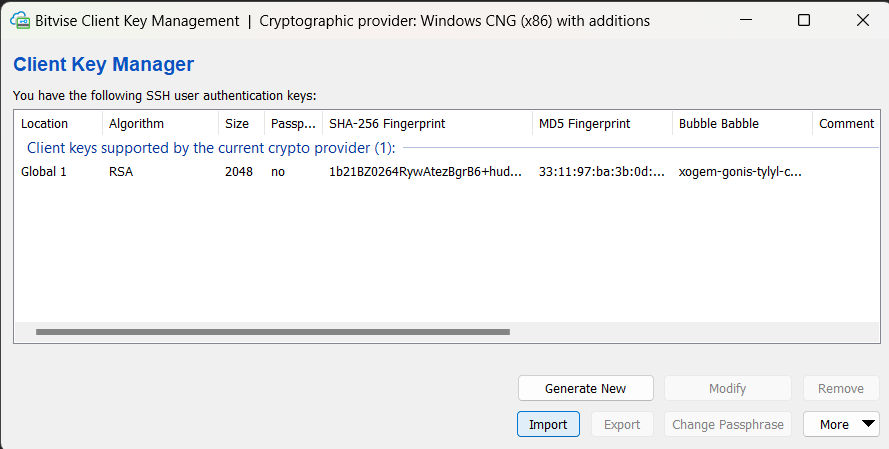 Bitvise Client Key Management | Cryptographic provider: Windows CNG (x86) with additions
Client Key Manager
You have the following SSH user authentication keys:
Location Algorithm Size Passp... SHA-256 Fingerprint MD5 Fingerprint Bubble Babble Comment
Client keys supported by the current crypto provider (1):
Global 1 RSA 2048 no 1b21BZ0264RywAtezBgrB6+hud... 33:11:97:ba:3b:0d:... xogem-gonis-tylyl-c...
Generate New Modify Remove
Import Export Change Passphrase More